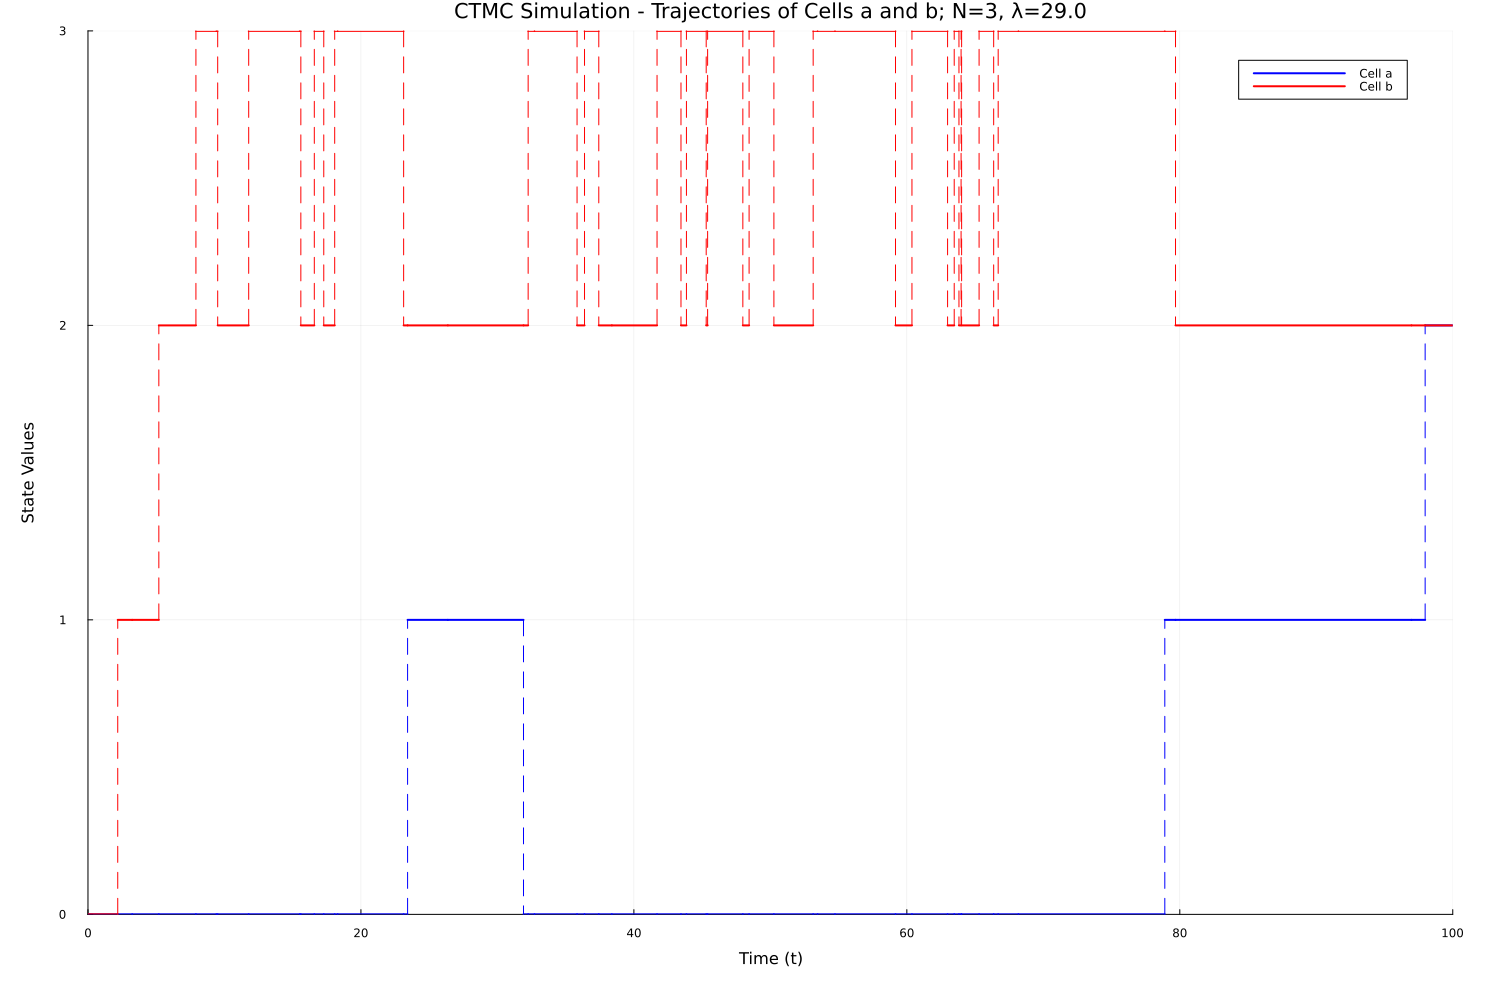 CTMC Simulation - Trajectories of Cells a and b; N=3, λ=29.0
3
Cell a
Cell b
2
State Values
1
0
0 20 40 60 80 100
Time (t)